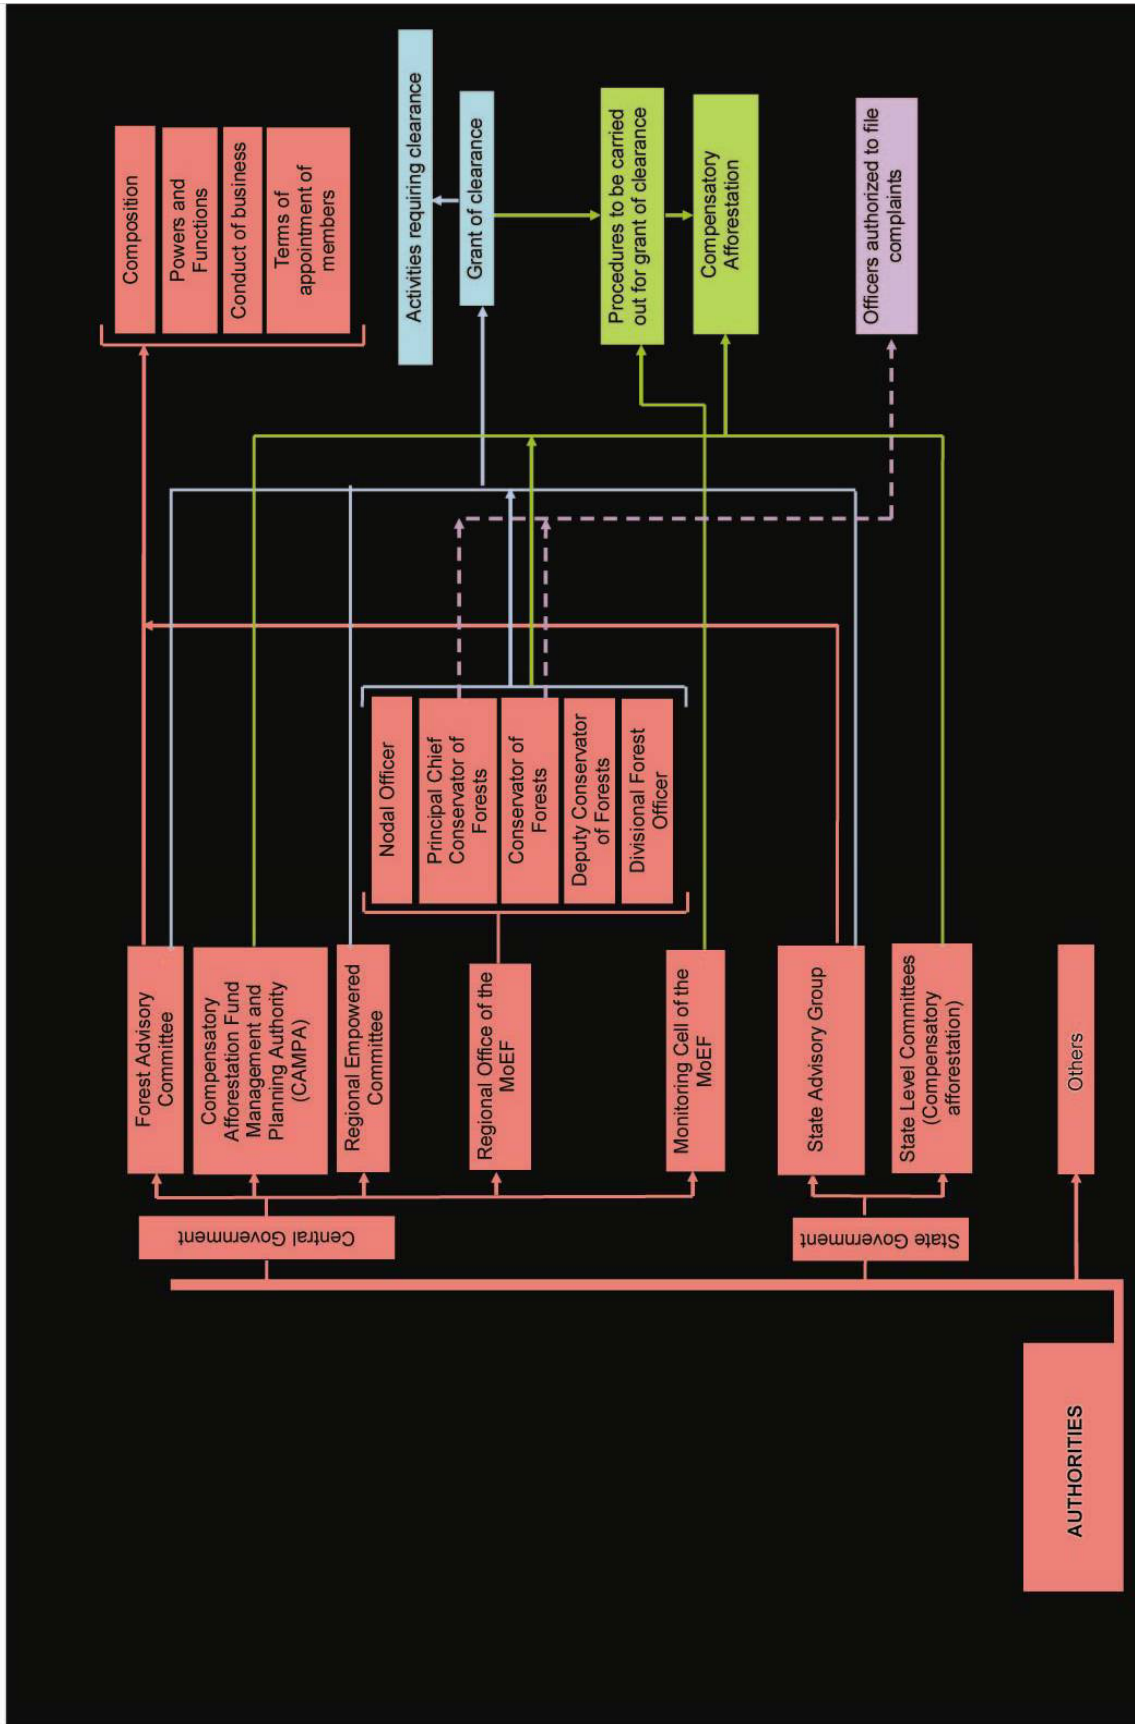 AUTHORITIES
Central Government
State Government
Forest Advisory
Committee
Compensatory
Afforestation Fund
Management and
Planning Authority
(CAMPA)
Regional Empowered
Committee
Regional Office of the
MoEF
Monitoring Cell of the
MoEF
State Advisory Group
State Level Committees
(Compensatory
afforestation)
Others
Nodal Officer
Principal Chief
Conservator of
Forests
Conservator of
Forests
Deputy Conservator
of Forests
Divisional Forest
Officer
Composition
Powers and
Functions
Conduct of business
Terms of
appointment of
members
Activities requiring clearance
Grant of clearance
Procedures to be carried
out for grant of clearance
Compensatory
Afforestation
Officers authorized to file
complaints